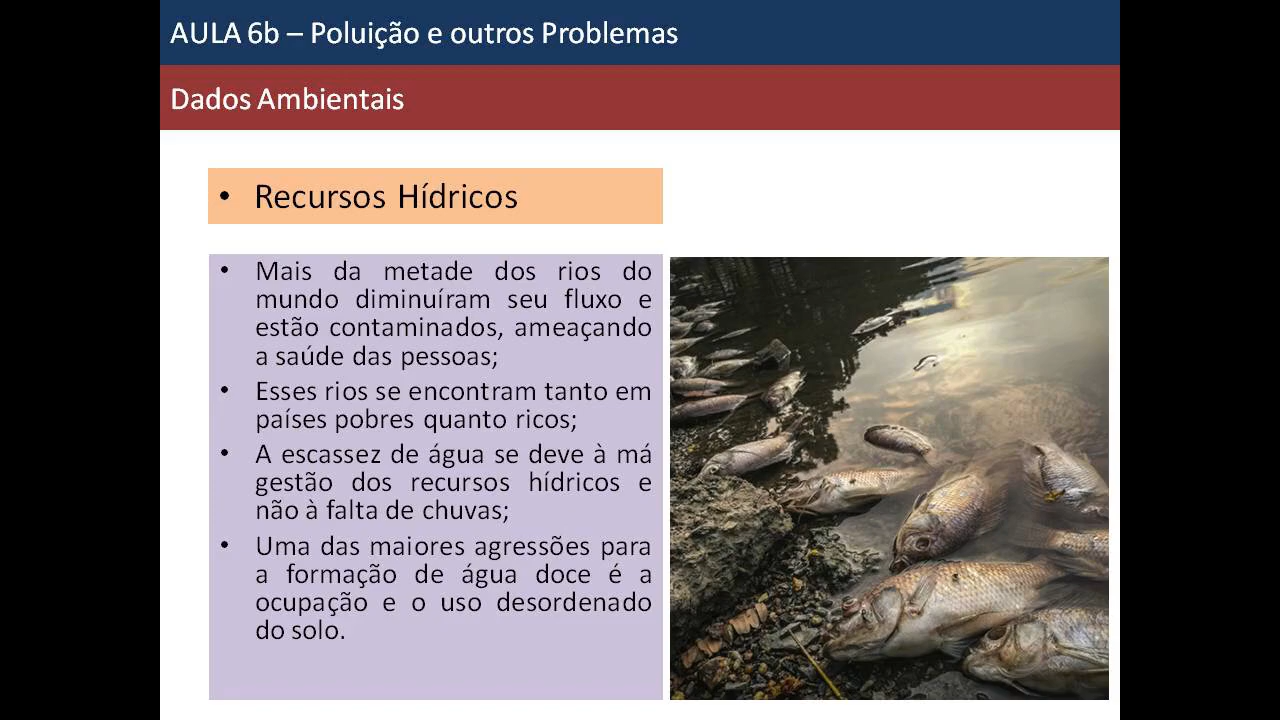 AULA 6b – Poluição e outros Problemas
Dados Ambientais
• Recursos Hídricos
• Mais da metade dos rios do
mundo diminuíram seu fluxo e
estão contaminados, ameaçando
a saúde das pessoas;
• Esses rios se encontram tanto em
países pobres quanto ricos;
• A escassez de água se deve à má
gestão dos recursos hídricos e
não à falta de chuvas;
• Uma das maiores agressões para
a formação de água doce é a
ocupação e o uso desordenado
do solo.